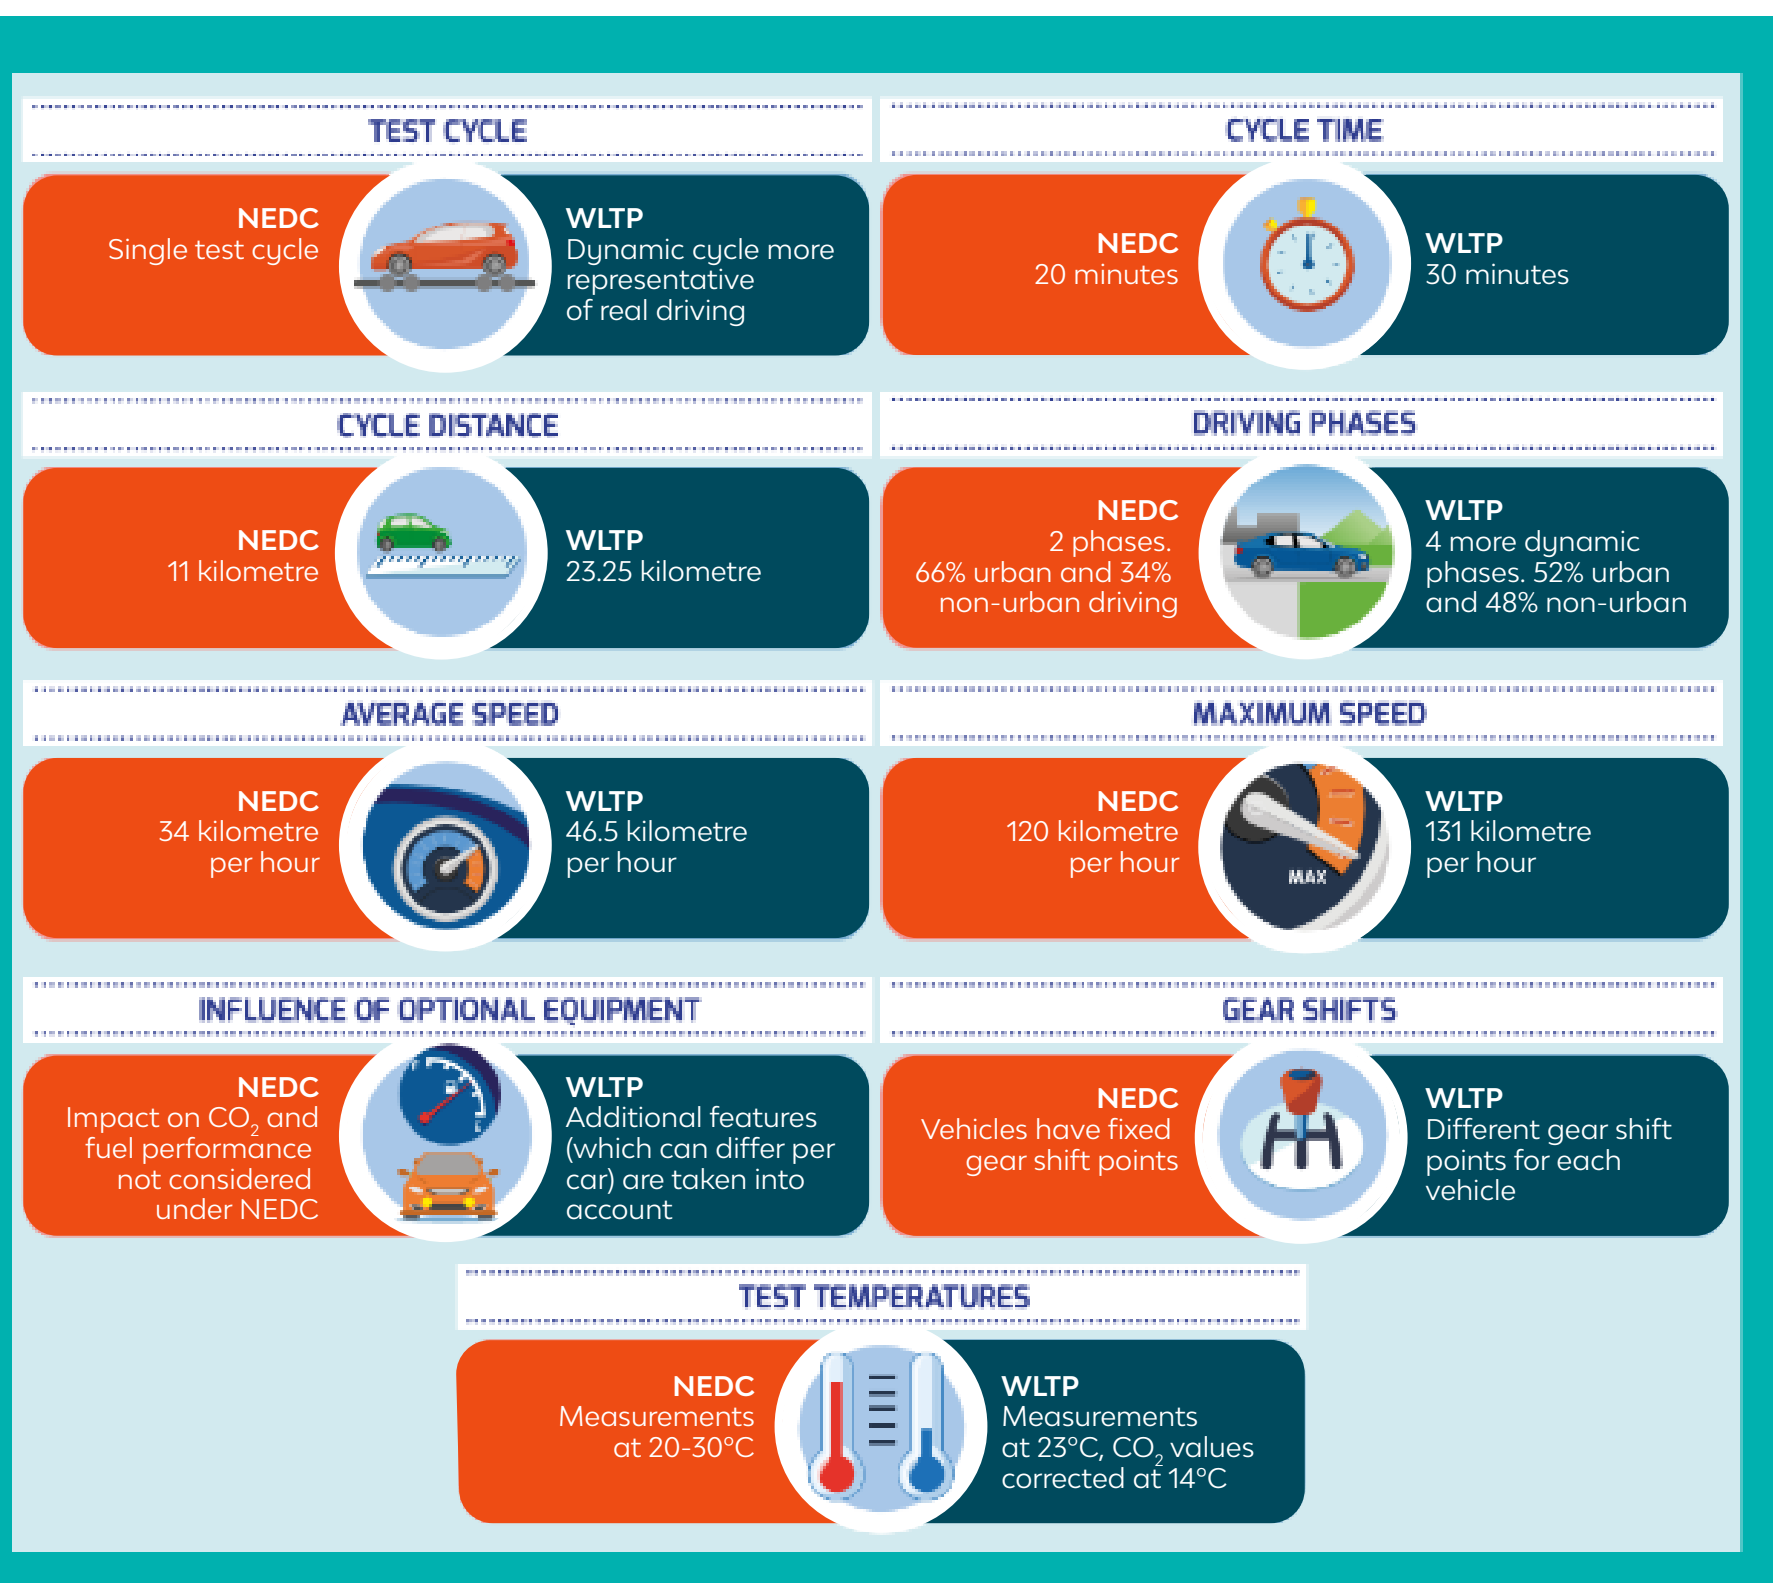 TEST CYCLE
NEDC
Single test cycle
WLTP
Dynamic cycle more
representative
of real driving
CYCLE TIME
NEDC
20 minutes
WLTP
30 minutes
CYCLE DISTANCE
NEDC
11 kilometre
WLTP
23.25 kilometre
DRIVING PHASES
NEDC
2 phases.
66% urban and 34%
non-urban driving
WLTP
4 more dynamic
phases. 52% urban
and 48% non-urban
AVERAGE SPEED
NEDC
34 kilometre
per hour
WLTP
46.5 kilometre
per hour
MAXIMUM SPEED
NEDC
120 kilometre
per hour
MAX
WLTP
131 kilometre
per hour
INFLUENCE OF OPTIONAL EQUIPMENT
NEDC
Impact on CO₂ and
fuel performance
not considered
under NEDC
WLTP
Additional features
(which can differ per
car) are taken into
account
GEAR SHIFTS
NEDC
Vehicles have fixed
gear shift points
WLTP
Different gear shift
points for each
vehicle
TEST TEMPERATURES
NEDC
Measurements
at 20-30°C
WLTP
Measurements
at 23°C, CO₂ values
corrected at 14°C